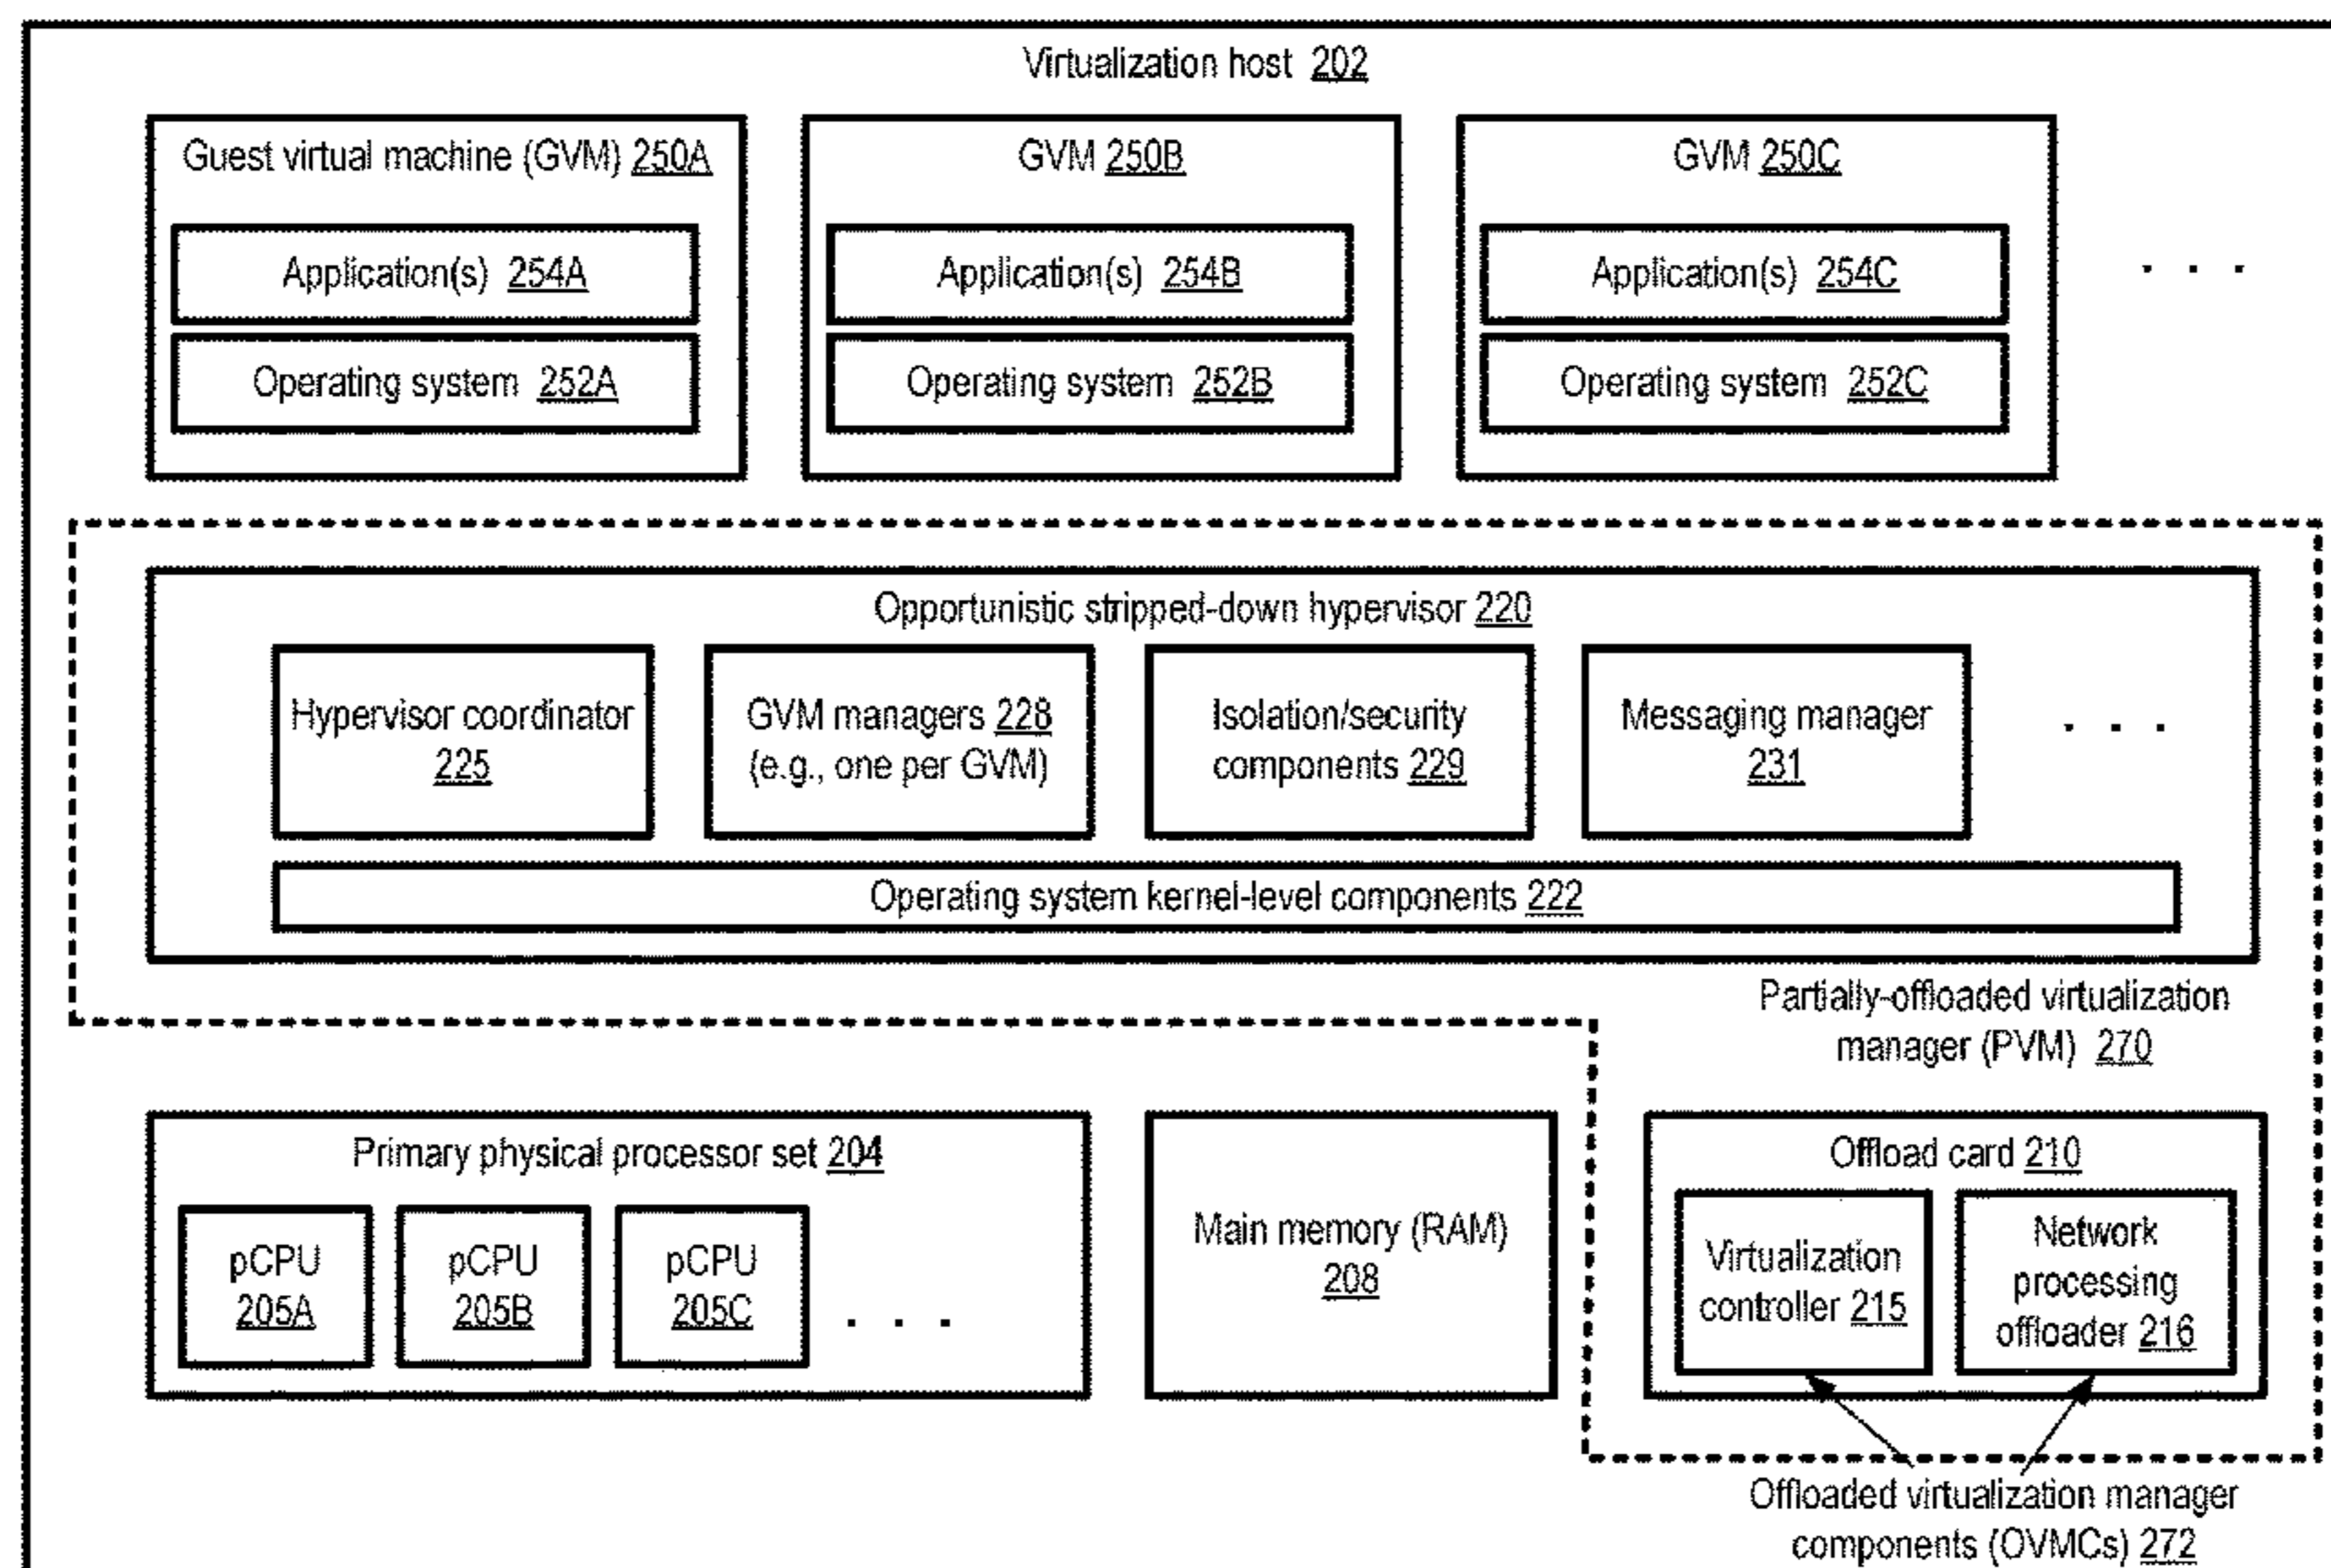 Virtualization host 202
Guest virtual machine (GVM) 250A
Application(s) 254A
Operating system 252A
GVM 250B
Application(s) 254B
Operating system 252B
GVM 250C
Application(s) 254C
Operating system 252C
. . .
Opportunistic stripped-down hypervisor 220
Hypervisor coordinator
225
GVM managers 228
(e.g., one per GVM)
Isolation/security
components 229
Messaging manager
231
. . .
Operating system kernel-level components 222
Partially-offloaded virtualization
manager (PVM) 270
Primary physical processor set 204
pCPU
205A
pCPU
205B
pCPU
205C
. . .
Main memory (RAM)
208
Offload card 210
Virtualization
controller 215
Network
processing
offloader 216
Offloaded virtualization manager
components (OVMCs) 272